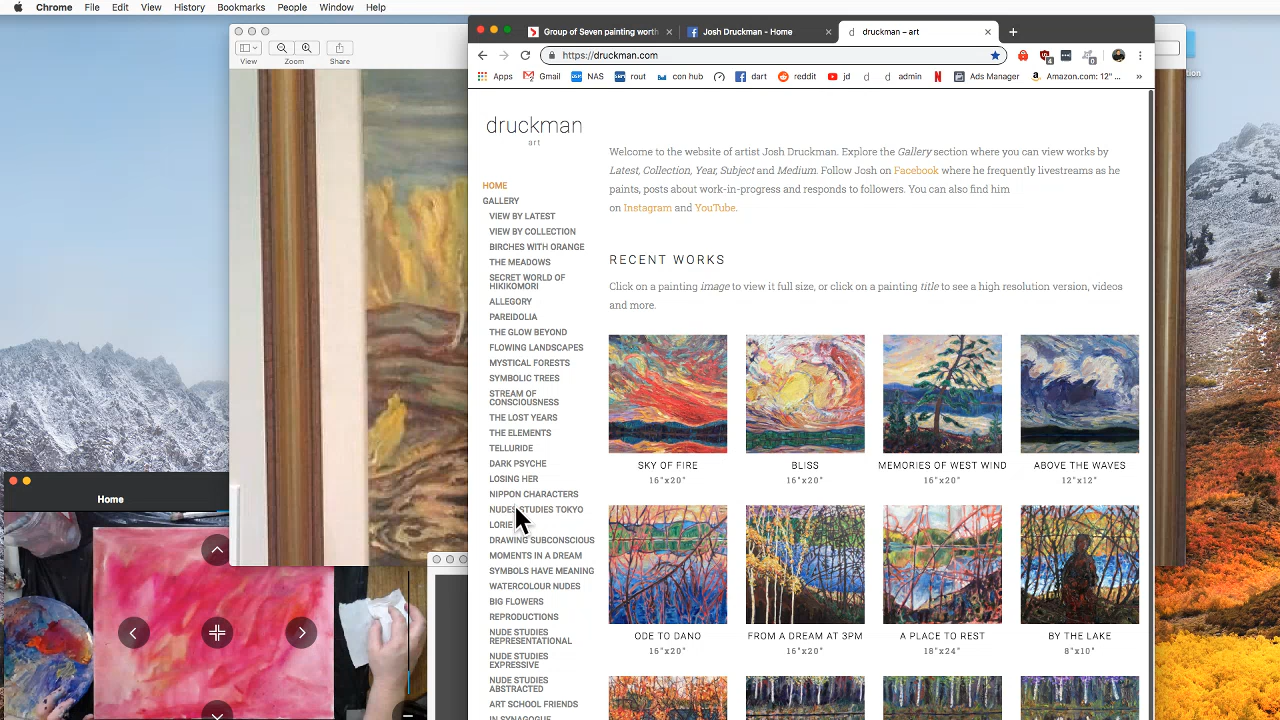 Chrome File Edit View History Bookmarks People Window Help
View Zoom Share
Group of Seven painting worth
Josh Druckman - Home
druckman – art
https://druckman.com
Apps Gmail NAS rout con hub dart reddit jd d admin Ads Manager Amazon.com: 12" ... »
druckman
art
HOME
GALLERY
VIEW BY LATEST
VIEW BY COLLECTION
BIRCHES WITH ORANGE
THE MEADOWS
SECRET WORLD OF
HIKIKOMORI
ALLEGORY
PAREIDOLIA
THE GLOW BEYOND
FLOWING LANDSCAPES
MYSTICAL FORESTS
SYMBOLIC TREES
STREAM OF
CONSCIOUSNESS
THE LOST YEARS
THE ELEMENTS
TELLURIDE
DARK PSYCHE
LOSING HER
NIPPON CHARACTERS
NUDES STUDIES TOKYO
LORIE
DRAWING SUBCONSCIOUS
MOMENTS IN A DREAM
SYMBOLS HAVE MEANING
WATERCOLOUR NUDES
BIG FLOWERS
REPRODUCTIONS
NUDE STUDIES
REPRESENTATIONAL
NUDE STUDIES
EXPRESSIVE
NUDE STUDIES
ABSTRACTED
ART SCHOOL FRIENDS
IN SYNAGOGUE
Welcome to the website of artist Josh Druckman. Explore the Gallery section where you can view works by
Latest, Collection, Year, Subject and Medium. Follow Josh on Facebook where he frequently livestreams as he
paints, posts about work-in-progress and responds to followers. You can also find him
on Instagram and YouTube.
RECENT WORKS
Click on a painting image to view it full size, or click on a painting title to see a high resolution version, videos
and more.
SKY OF FIRE
16"x20"
BLISS
16"x20"
MEMORIES OF WEST WIND
16"x20"
ABOVE THE WAVES
12"x12"
ODE TO DANO
16"x20"
FROM A DREAM AT 3PM
16"x20"
A PLACE TO REST
18"x24"
BY THE LAKE
8"x10"
Home